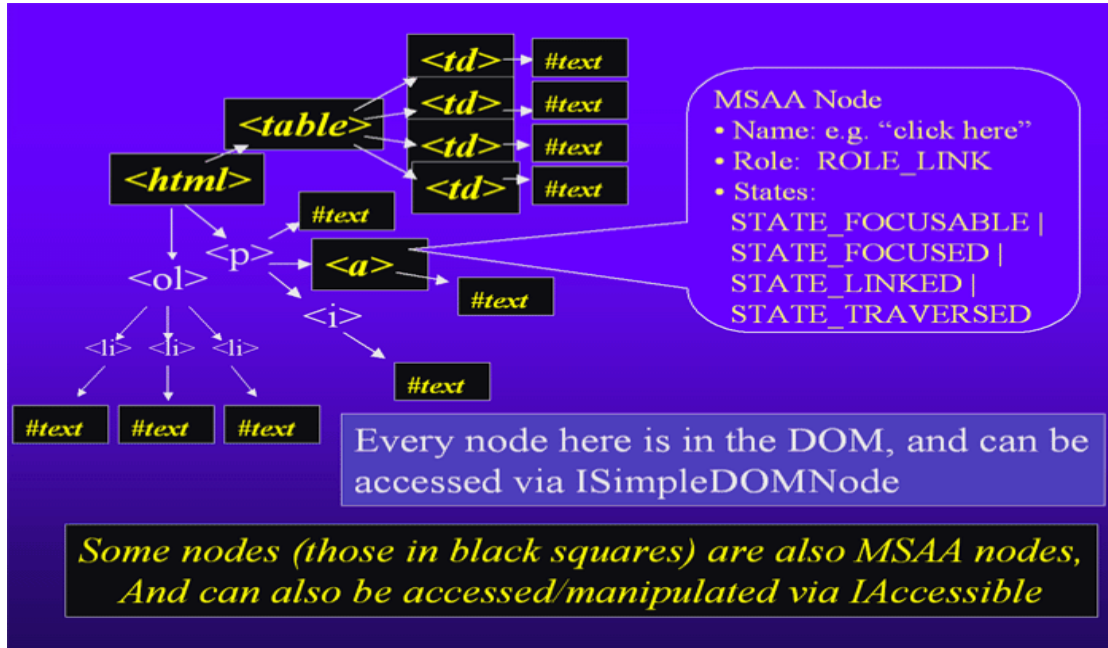 <td>
#text
<td>
#text
<table>
<td>
#text
<td>
#text
<html>
#text
<p>
<a>
#text
<ol>
<i>
#text
<li> <li> <li>
#text #text #text
MSAA Node
• Name: e.g. “click here”
• Role: ROLE_LINK
• States:
STATE_FOCUSABLE |
STATE_FOCUSED |
STATE_LINKED |
STATE_TRAVERSED
Every node here is in the DOM, and can be
accessed via ISimpleDOMNode
Some nodes (those in black squares) are also MSAA nodes,
And can also be accessed/manipulated via IAccessible